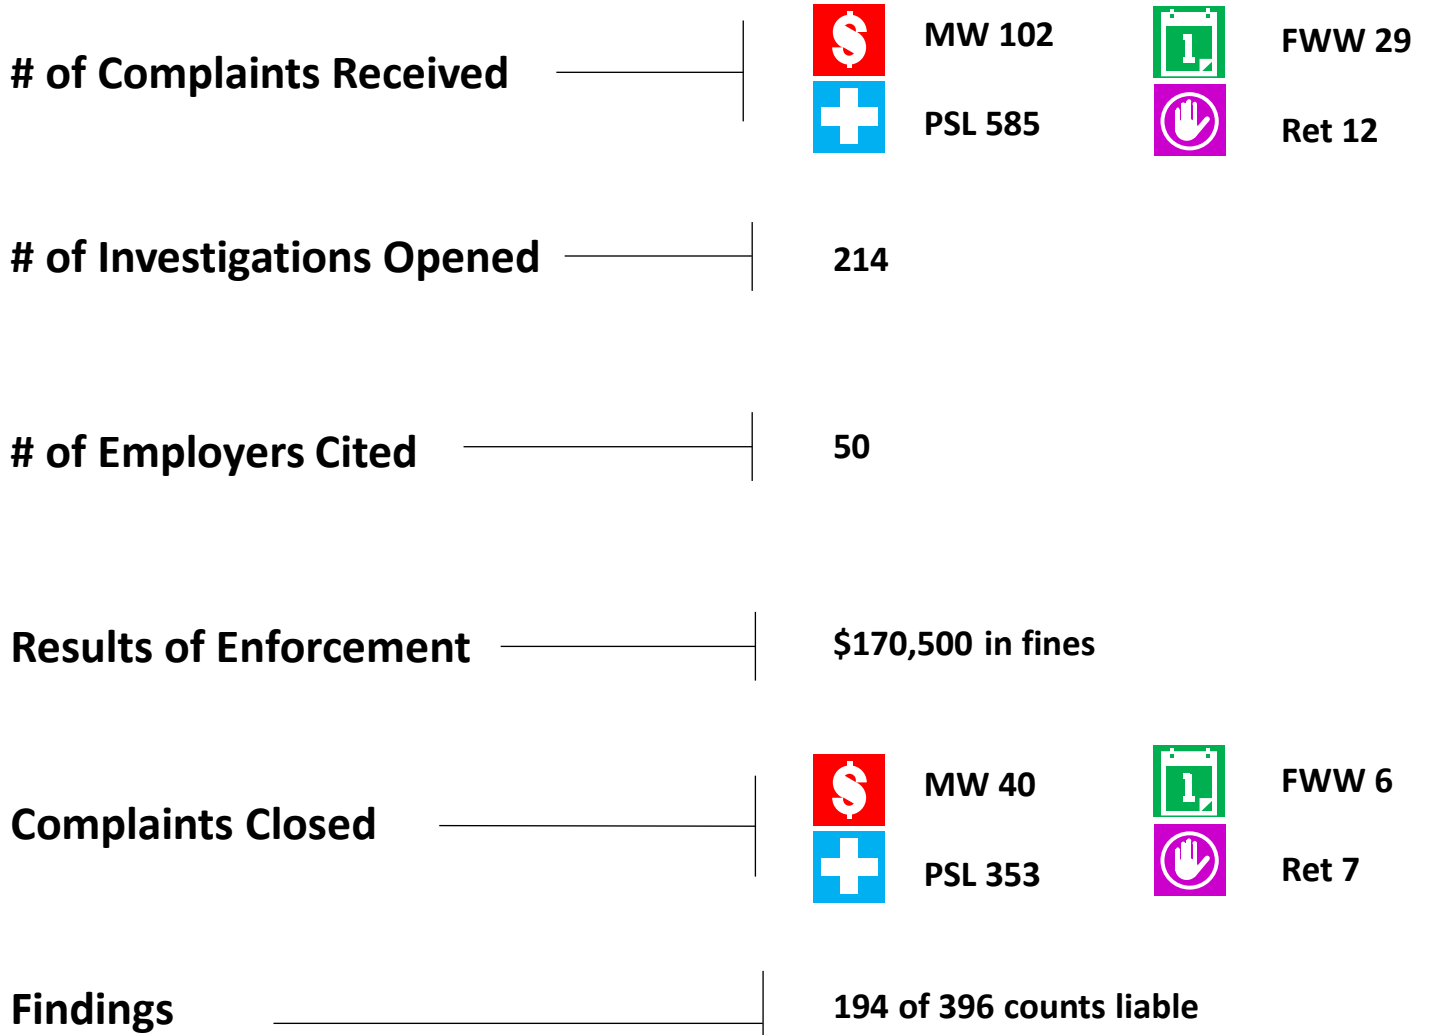 # of Complaints Received
MW 102
FWW 29
PSL 585
Ret 12
# of Investigations Opened
214
# of Employers Cited
50
Results of Enforcement
$170,500 in fines
Complaints Closed
MW 40
FWW 6
PSL 353
Ret 7
Findings
194 of 396 counts liable